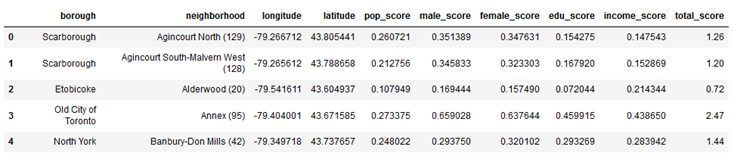 borough neighborhood longitude latitude pop_score male_score female_score edu_score income_score total_score
0 Scarborough Agincourt North (129) -79.266712 43.805441 0.260721 0.351389 0.347631 0.154275 0.147543 1.26
1 Scarborough Agincourt South-Malvern West (128) -79.265612 43.788658 0.212756 0.345833 0.323303 0.167920 0.152869 1.20
2 Etobicoke Alderwood (20) -79.541611 43.604937 0.107949 0.169444 0.157490 0.072044 0.214344 0.72
3 Old City of Toronto Annex (95) -79.404001 43.671585 0.273375 0.659028 0.637644 0.459915 0.438650 2.47
4 North York Banbury-Don Mills (42) -79.349718 43.737657 0.248022 0.293750 0.320102 0.293269 0.283942 1.44